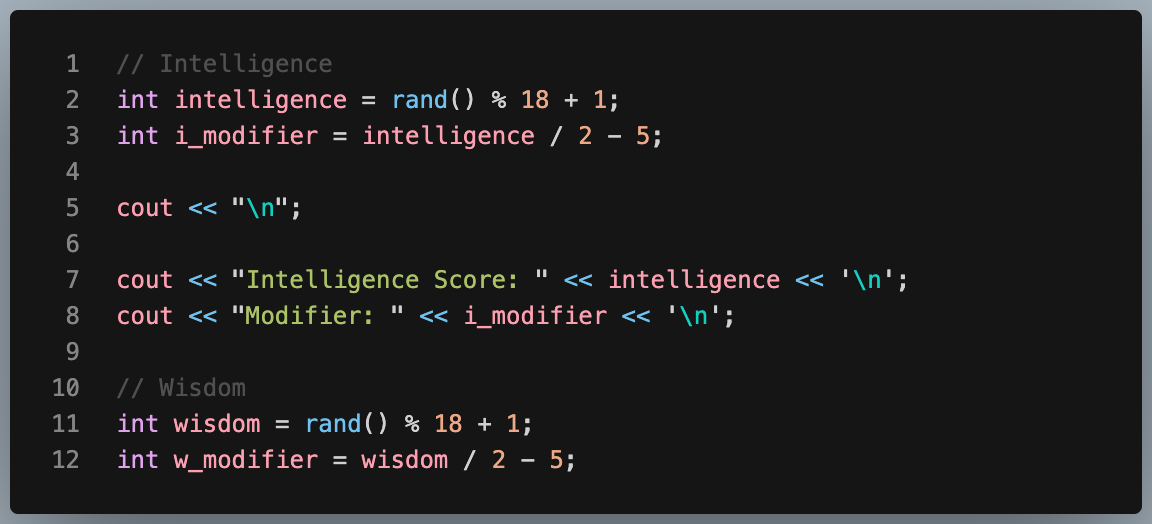 1 // Intelligence
2 int intelligence = rand() % 18 + 1;
3 int i_modifier = intelligence / 2 - 5;
4
5 cout << "\n";
6
7 cout << "Intelligence Score: " << intelligence << '\n';
8 cout << "Modifier: " << i_modifier << '\n';
9
10 // Wisdom
11 int wisdom = rand() % 18 + 1;
12 int w_modifier = wisdom / 2 - 5;